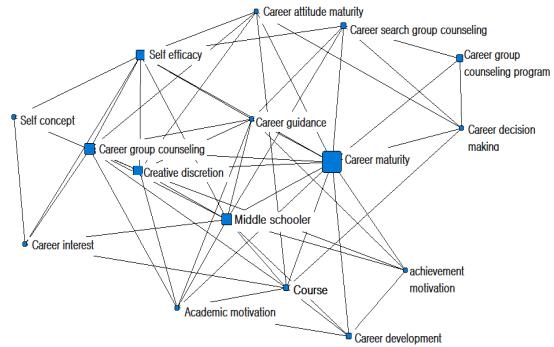 Career attitude maturity
Career search group counseling
Self efficacy
Career group
counseling program
Self concept
Career guidance
Career decision
making
Career group counseling
Career maturity
Creative discretion
Middle schooler
Career interest
achievement
motivation
Course
Academic motivation
Career development